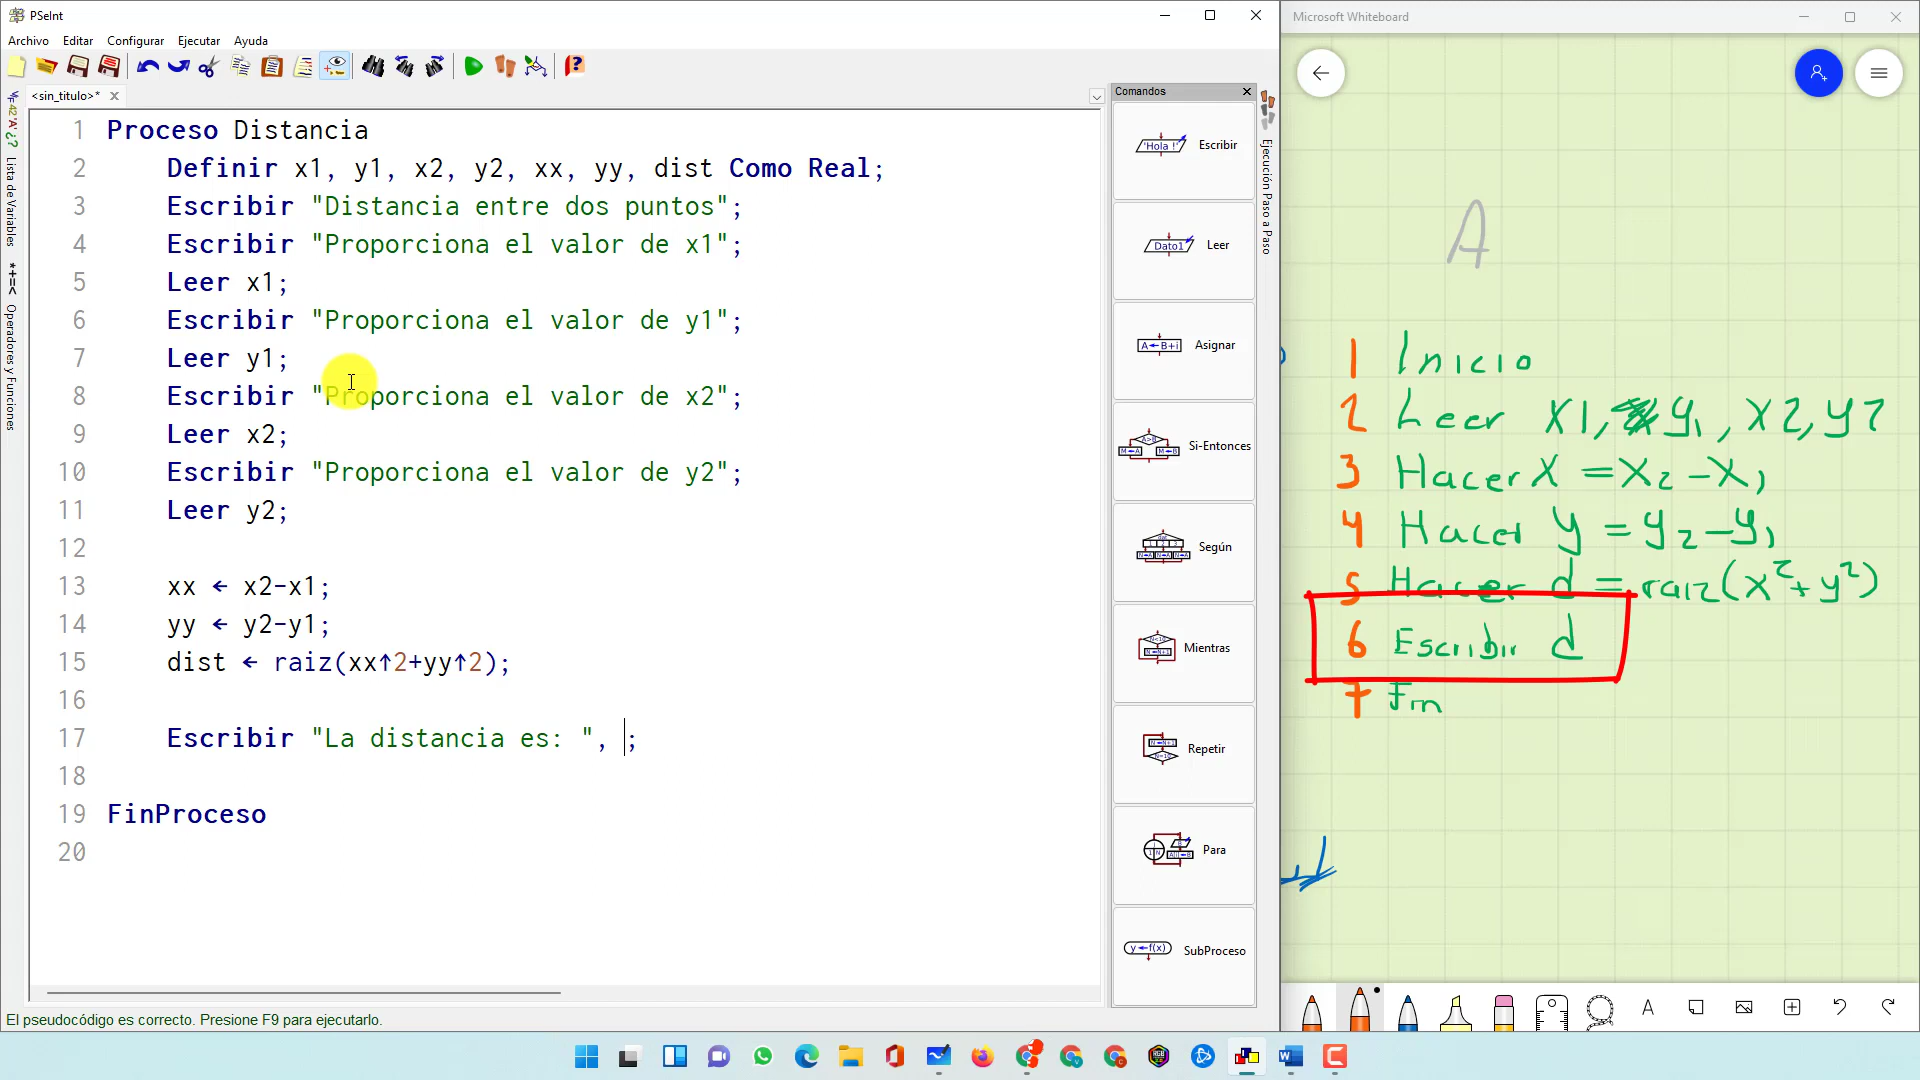 PSeInt
Archivo Editar Configurar Ejecutar Ayuda
<sin_titulo>*
1 Proceso Distancia
2 Definir x1, y1, x2, y2, xx, yy, dist Como Real;
3 Escribir "Distancia entre dos puntos";
4 Escribir "Proporciona el valor de x1";
5 Leer x1;
6 Escribir "Proporciona el valor de y1";
7 Leer y1;
8 Escribir "Proporciona el valor de x2";
9 Leer x2;
10 Escribir "Proporciona el valor de y2";
11 Leer y2;
12
13 xx ← x2-x1;
14 yy ← y2-y1;
15 dist ← raiz(xx↑2+yy↑2);
16
17 Escribir "La distancia es: ", ;
18
19 FinProceso
20
El pseudocódigo es correcto. Presione F9 para ejecutarlo.
Lista de Variables
Operadores y Funciones
Comandos
'Hola !' Escribir
Dato1 Leer
A←B+i Asignar
Si-Entonces
Según
Mientras
Repetir
Para
y←f(x) SubProceso
Ejecución Paso a Paso
Microsoft Whiteboard
A
1 Inicio
2 Leer X1, y1, X2, y2
3 Hacer X = X2 - X1
4 Hacer y = y2 - y1
5 Hacer d = raiz(x²+y²)
6 Escribir d
7 Fin